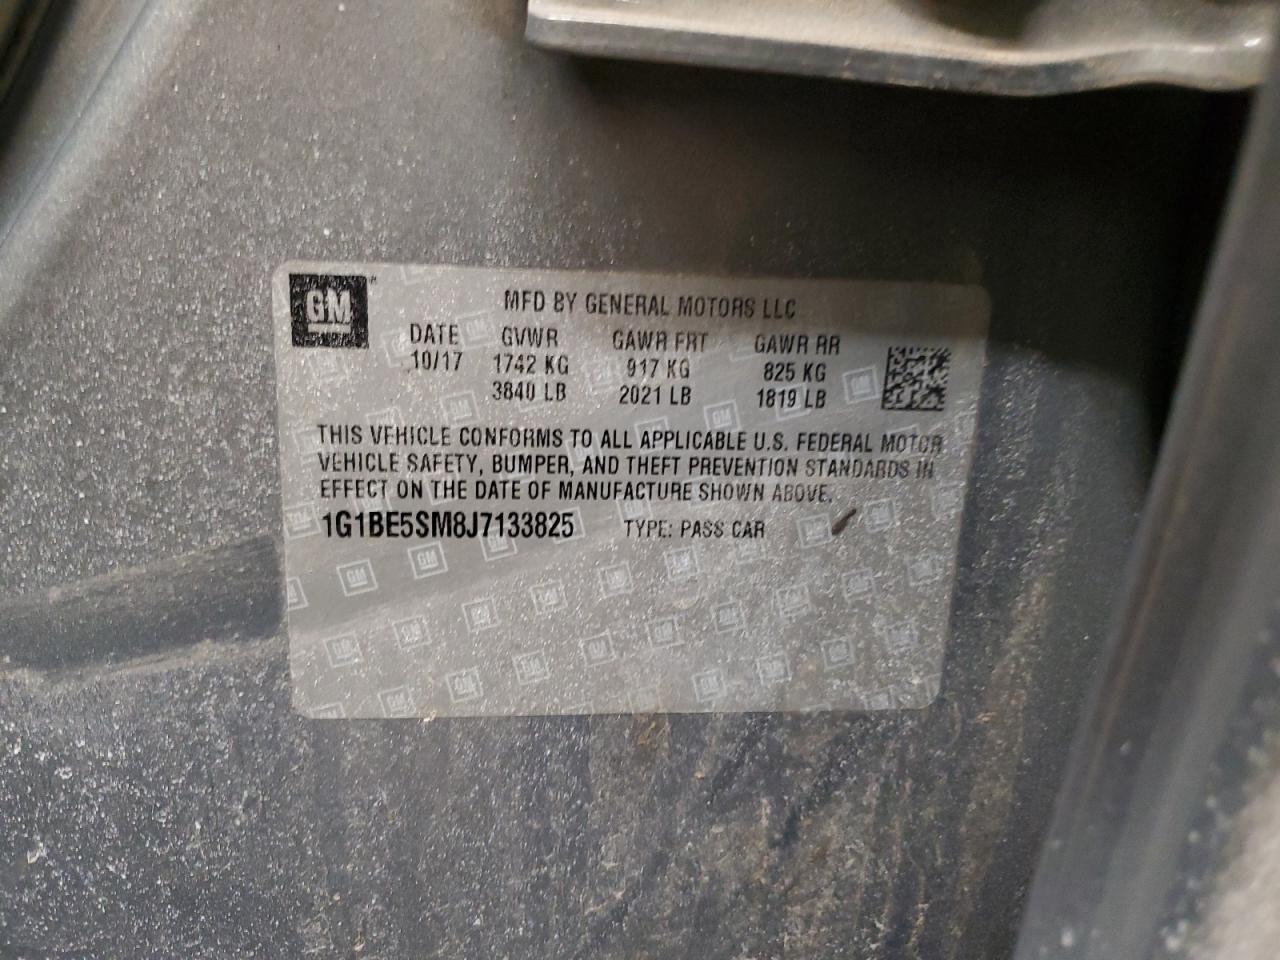 GM
MFD BY GENERAL MOTORS LLC
DATE GVWR GAWR FRT GAWR RR
10/17 1742 KG 917 KG 825 KG
3840 LB 2021 LB 1819 LB
THIS VEHICLE CONFORMS TO ALL APPLICABLE U.S. FEDERAL MOTOR
VEHICLE SAFETY, BUMPER, AND THEFT PREVENTION STANDARDS IN
EFFECT ON THE DATE OF MANUFACTURE SHOWN ABOVE.
1G1BE5SM8J7133825 TYPE: PASS CAR